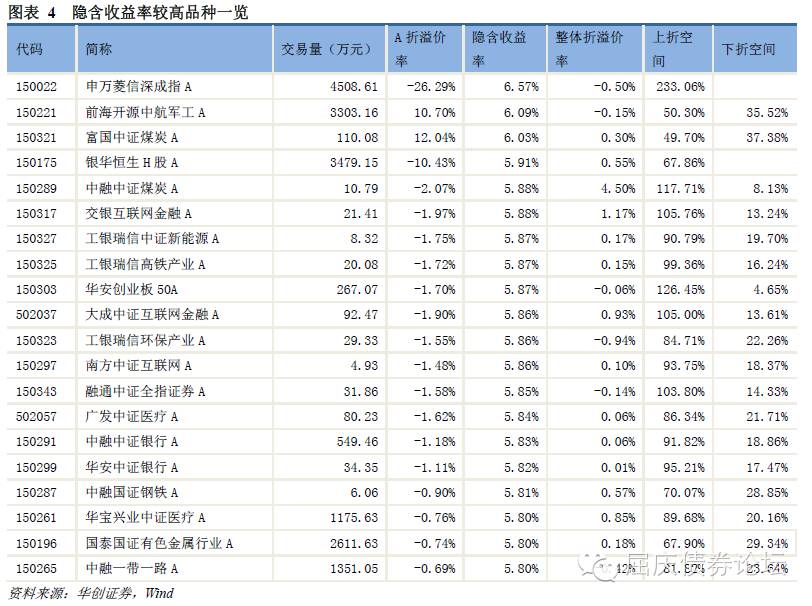 图表 4 隐含收益率较高品种一览
代码 简称 交易量（万元） A 折溢价率 隐含收益率 整体折溢价率 上折空间 下折空间
150022 申万菱信深成指 A 4508.61 -26.29% 6.57% -0.50% 233.06%
150221 前海开源中航军工 A 3303.16 10.70% 6.09% -0.15% 50.30% 35.52%
150321 富国中证煤炭 A 110.08 12.04% 6.03% 0.30% 49.70% 37.38%
150175 银华恒生 H 股 A 3479.15 -10.43% 5.91% 0.55% 67.86%
150289 中融中证煤炭 A 10.79 -2.07% 5.88% 4.50% 117.71% 8.13%
150317 交银互联网金融 A 21.41 -1.97% 5.88% 1.17% 105.76% 13.24%
150327 工银瑞信中证新能源 A 8.32 -1.75% 5.87% 0.17% 90.79% 19.70%
150325 工银瑞信高铁产业 A 20.08 -1.72% 5.87% 0.15% 99.36% 16.24%
150303 华安创业板 50A 267.07 -1.70% 5.87% -0.06% 126.45% 4.65%
502037 大成中证互联网金融 A 92.47 -1.90% 5.86% 0.93% 105.00% 13.61%
150323 工银瑞信环保产业 A 29.33 -1.55% 5.86% -0.94% 84.71% 22.26%
150297 南方中证互联网 A 4.93 -1.48% 5.86% 0.10% 93.75% 18.37%
150343 融通中证全指证券 A 31.86 -1.58% 5.85% -0.14% 103.80% 14.33%
502057 广发中证医疗 A 80.23 -1.62% 5.84% 0.06% 86.34% 21.71%
150291 中融中证银行 A 549.46 -1.18% 5.83% 0.06% 91.82% 18.86%
150299 华安中证银行 A 34.35 -1.11% 5.82% 0.01% 95.21% 17.47%
150287 中融国证钢铁 A 6.06 -0.90% 5.81% 0.57% 70.07% 28.85%
150261 华宝兴业中证医疗 A 1175.63 -0.76% 5.80% 0.85% 89.68% 20.16%
150196 国泰国证有色金属行业 A 2611.63 -0.74% 5.80% 0.18% 67.90% 29.34%
150265 中融一带一路 A 1351.05 -0.69% 5.80%
屈庆债券论坛
资料来源：华创证券，Wind